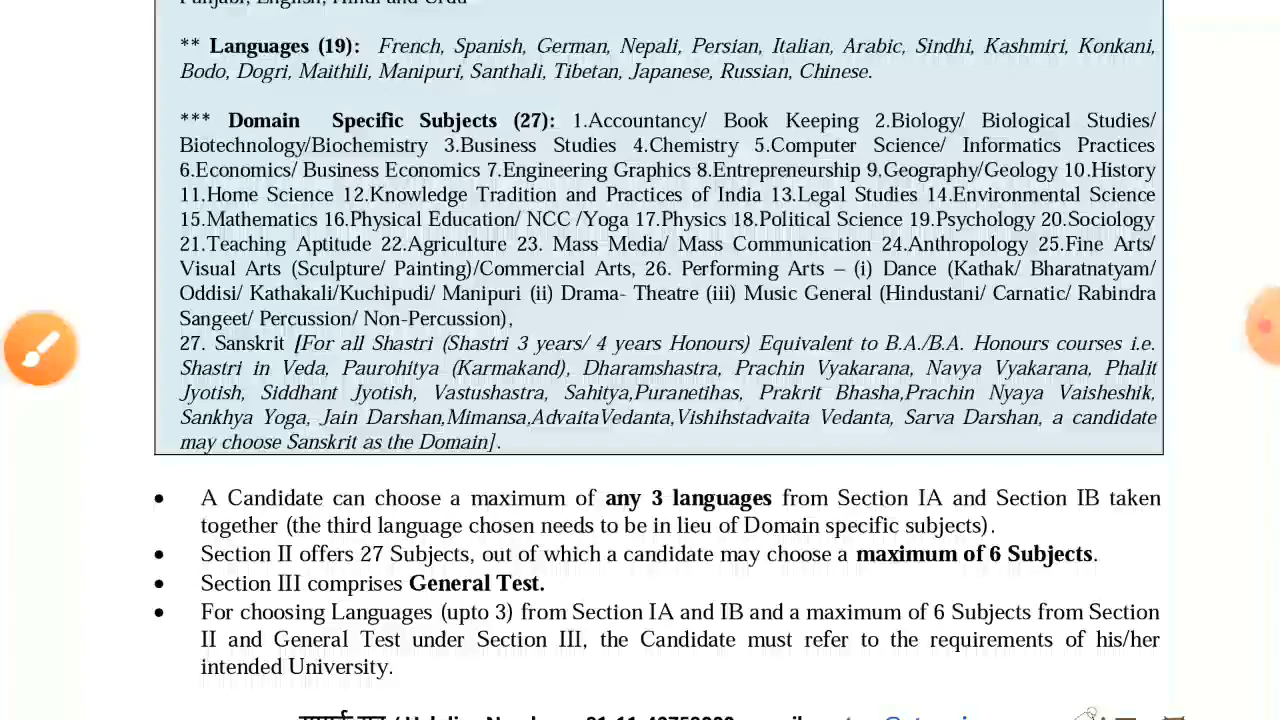 Punjabi, English, Hindi and Urdu
** Languages (19): French, Spanish, German, Nepali, Persian, Italian, Arabic, Sindhi, Kashmiri, Konkani,
Bodo, Dogri, Maithili, Manipuri, Santhali, Tibetan, Japanese, Russian, Chinese.
*** Domain Specific Subjects (27): 1.Accountancy/ Book Keeping 2.Biology/ Biological Studies/
Biotechnology/Biochemistry 3.Business Studies 4.Chemistry 5.Computer Science/ Informatics Practices
6.Economics/ Business Economics 7.Engineering Graphics 8.Entrepreneurship 9.Geography/Geology 10.History
11.Home Science 12.Knowledge Tradition and Practices of India 13.Legal Studies 14.Environmental Science
15.Mathematics 16.Physical Education/ NCC /Yoga 17.Physics 18.Political Science 19.Psychology 20.Sociology
21.Teaching Aptitude 22.Agriculture 23. Mass Media/ Mass Communication 24.Anthropology 25.Fine Arts/
Visual Arts (Sculpture/ Painting)/Commercial Arts, 26. Performing Arts – (i) Dance (Kathak/ Bharatnatyam/
Oddisi/ Kathakali/Kuchipudi/ Manipuri (ii) Drama- Theatre (iii) Music General (Hindustani/ Carnatic/ Rabindra
Sangeet/ Percussion/ Non-Percussion),
27. Sanskrit [For all Shastri (Shastri 3 years/ 4 years Honours) Equivalent to B.A./B.A. Honours courses i.e.
Shastri in Veda, Paurohitya (Karmakand), Dharamshastra, Prachin Vyakarana, Navya Vyakarana, Phalit
Jyotish, Siddhant Jyotish, Vastushastra, Sahitya,Puranetihas, Prakrit Bhasha,Prachin Nyaya Vaisheshik,
Sankhya Yoga, Jain Darshan,Mimansa,AdvaitaVedanta,Vishihstadvaita Vedanta, Sarva Darshan, a candidate
may choose Sanskrit as the Domain].
• A Candidate can choose a maximum of any 3 languages from Section IA and Section IB taken
together (the third language chosen needs to be in lieu of Domain specific subjects).
• Section II offers 27 Subjects, out of which a candidate may choose a maximum of 6 Subjects.
• Section III comprises General Test.
• For choosing Languages (upto 3) from Section IA and IB and a maximum of 6 Subjects from Section
II and General Test under Section III, the Candidate must refer to the requirements of his/her
intended University.